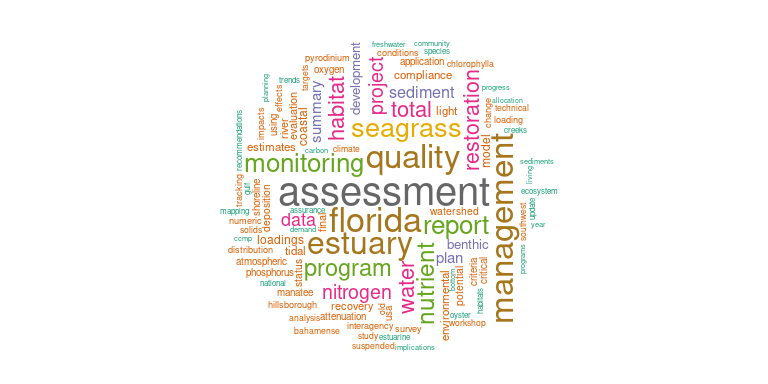 freshwater
community
conditions
species
pyrodinium
application
chlorophylla
oxygen
compliance
development
targets
trends
planning
effects
summary
habitat
project
sediment
progress
allocation
total
light
restoration
change
technical
loading
creeks
impacts
using
river
evaluation
coastal
seagrass
model
recommendations
estimates
carbon
climate
monitoring
quality
management
sediments
living
ecosystem
tracking
gulf
shoreline
deposition
assessment
mapping
assurance
numeric
data
final
florida
watershed
report
southwest
update
year
solids
demand
ccmp
loadings
estuary
benthic
distribution
tidal
plan
programs
atmospheric
phosphorus
status
program
water
nutrient
environmental
bottom
potential
criteria
critical
national
manatee
nitrogen
habitats
hillsborough
recovery
old
usa
oyster
analysis
attenuation
workshop
bahamense
interagency
survey
study
estuarine
suspended
implications